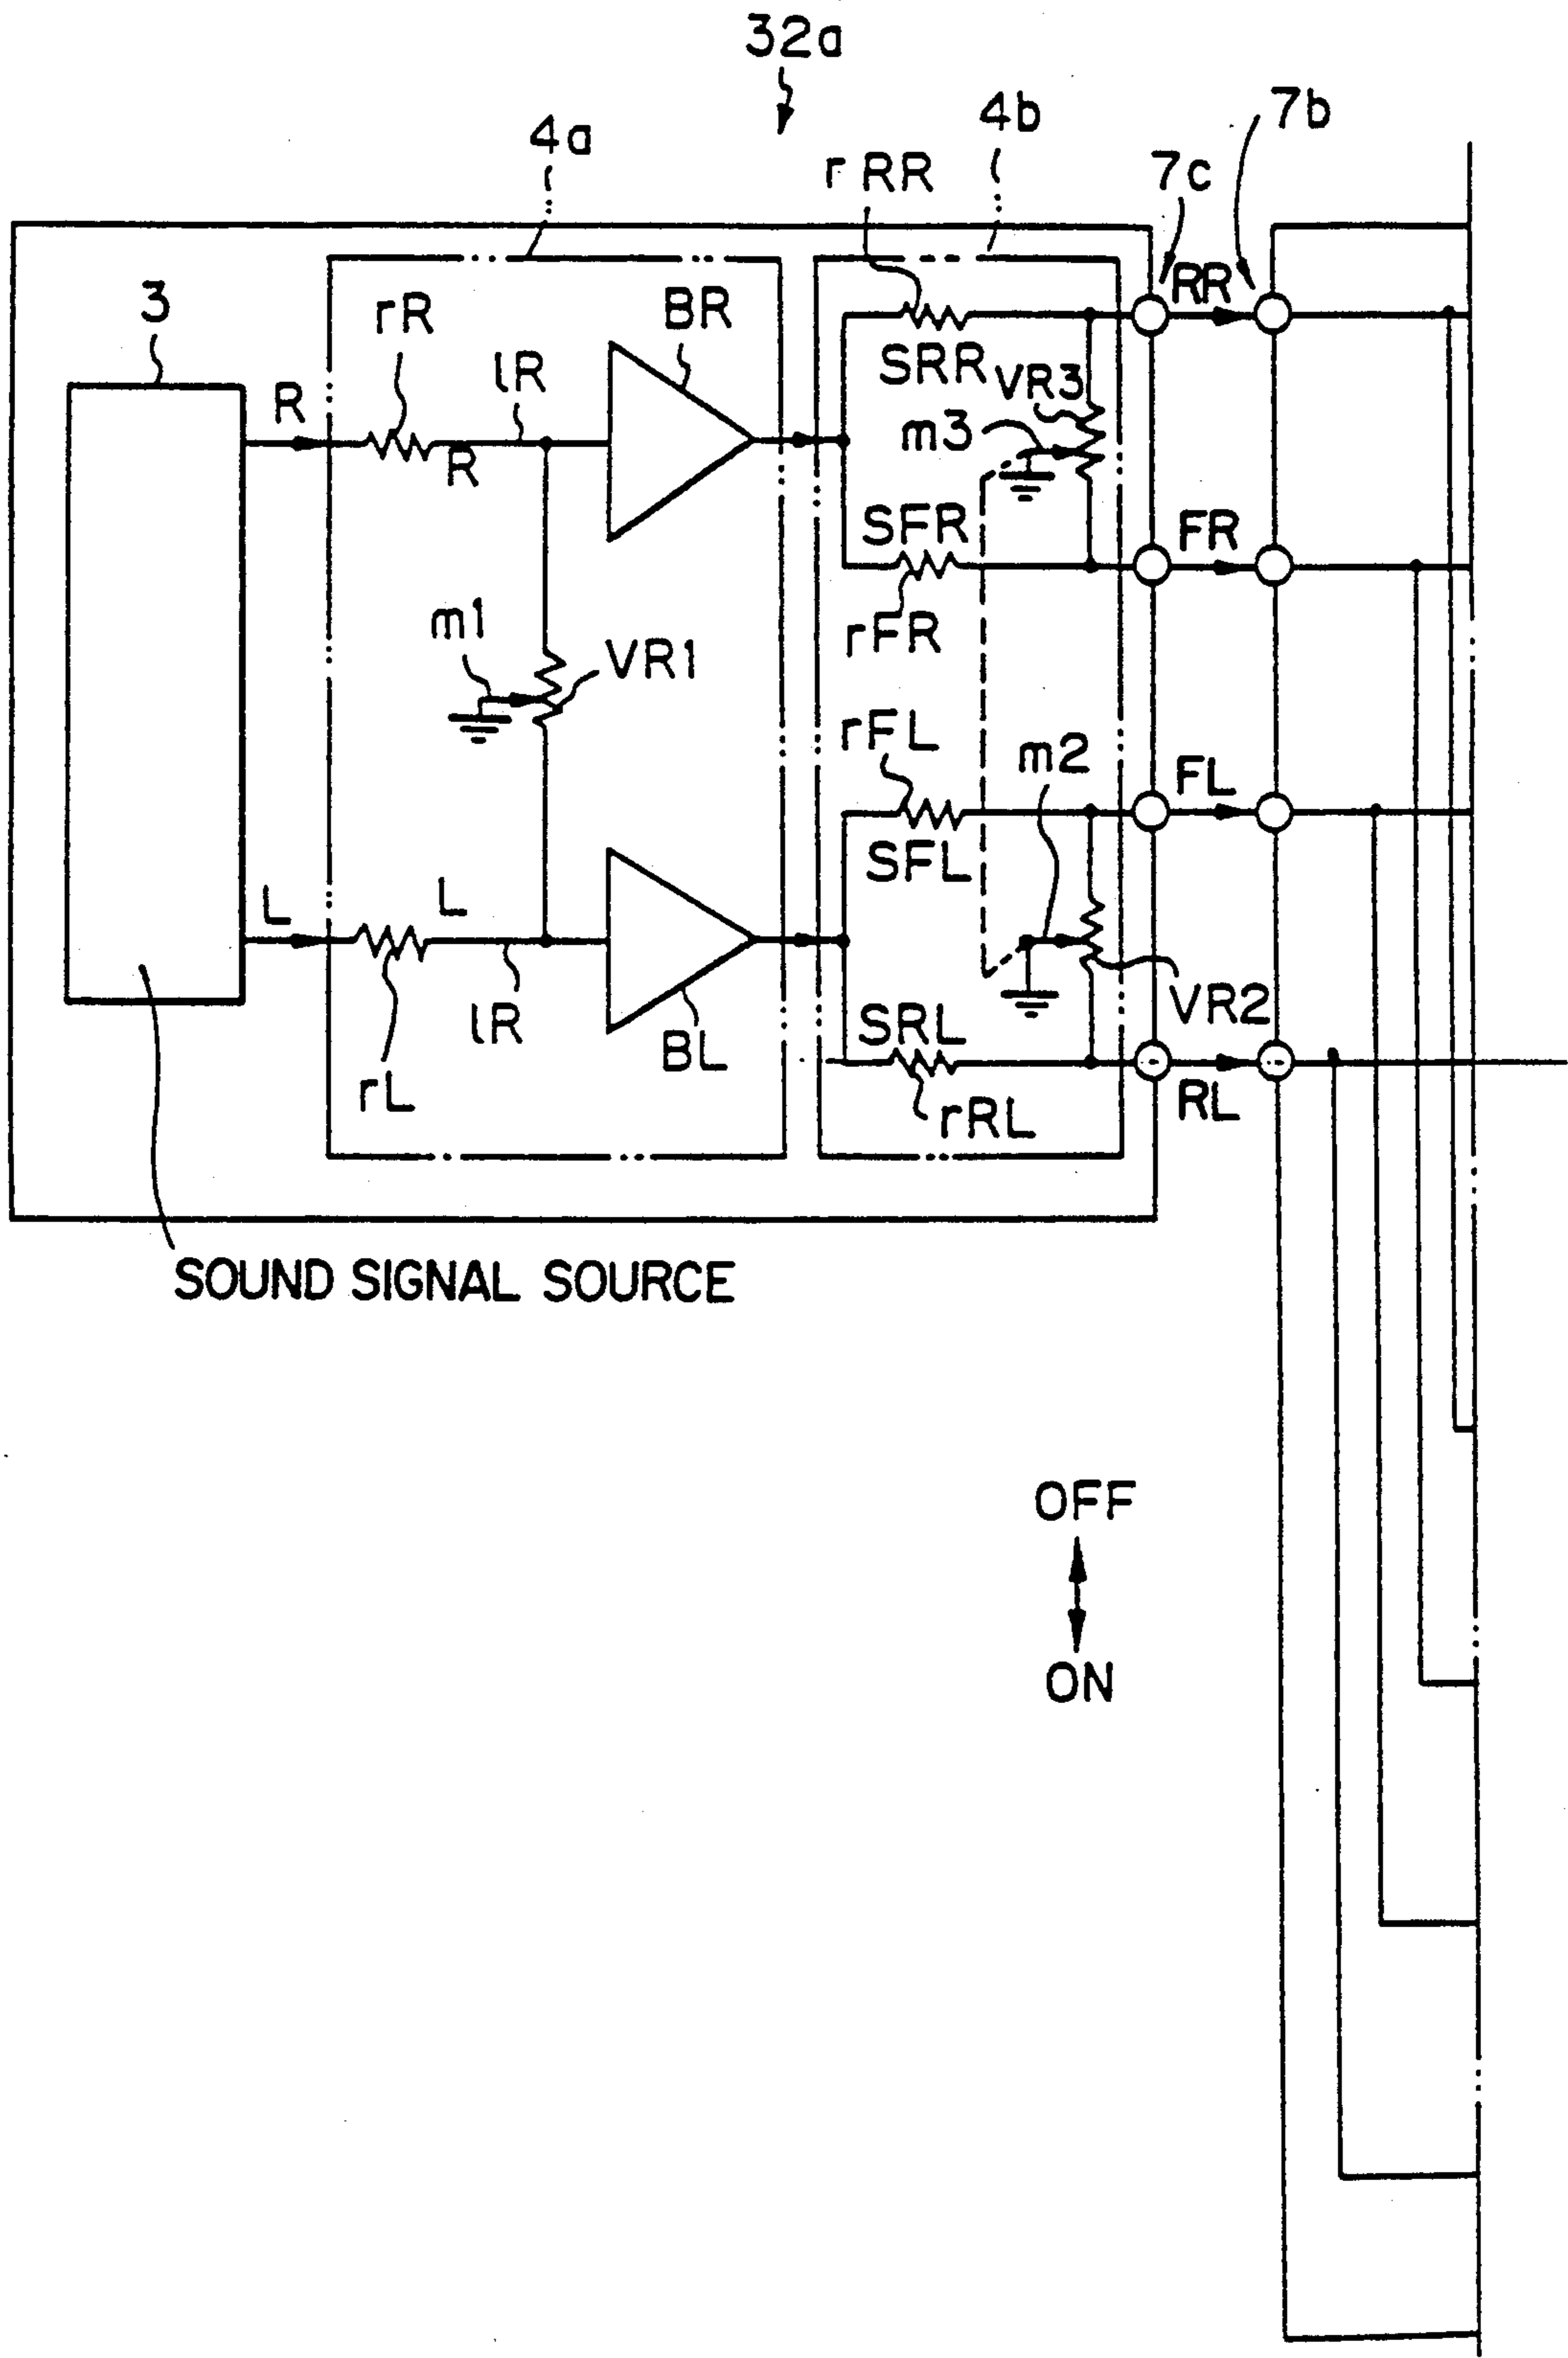 32a
4a
4b
7b
rRR
7c
3
rR
BR
RR
R
lR
SRR
VR3
R
m3
SFR
FR
m1
rFR
VR1
rFL
m2
FL
SFL
L
L
lR
SRL
VR2
BL
rL
RL
rRL
SOUND SIGNAL SOURCE
OFF
ON